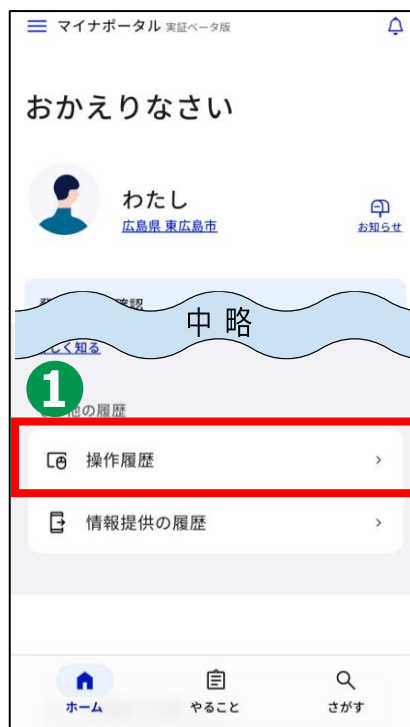 マイナポータル 実証ベータ版
おかえりなさい
わたし
広島県 東広島市
お知らせ
中略
しく知る
1
他の履歴
操作履歴
情報提供の履歴
ホーム
やること
さがす